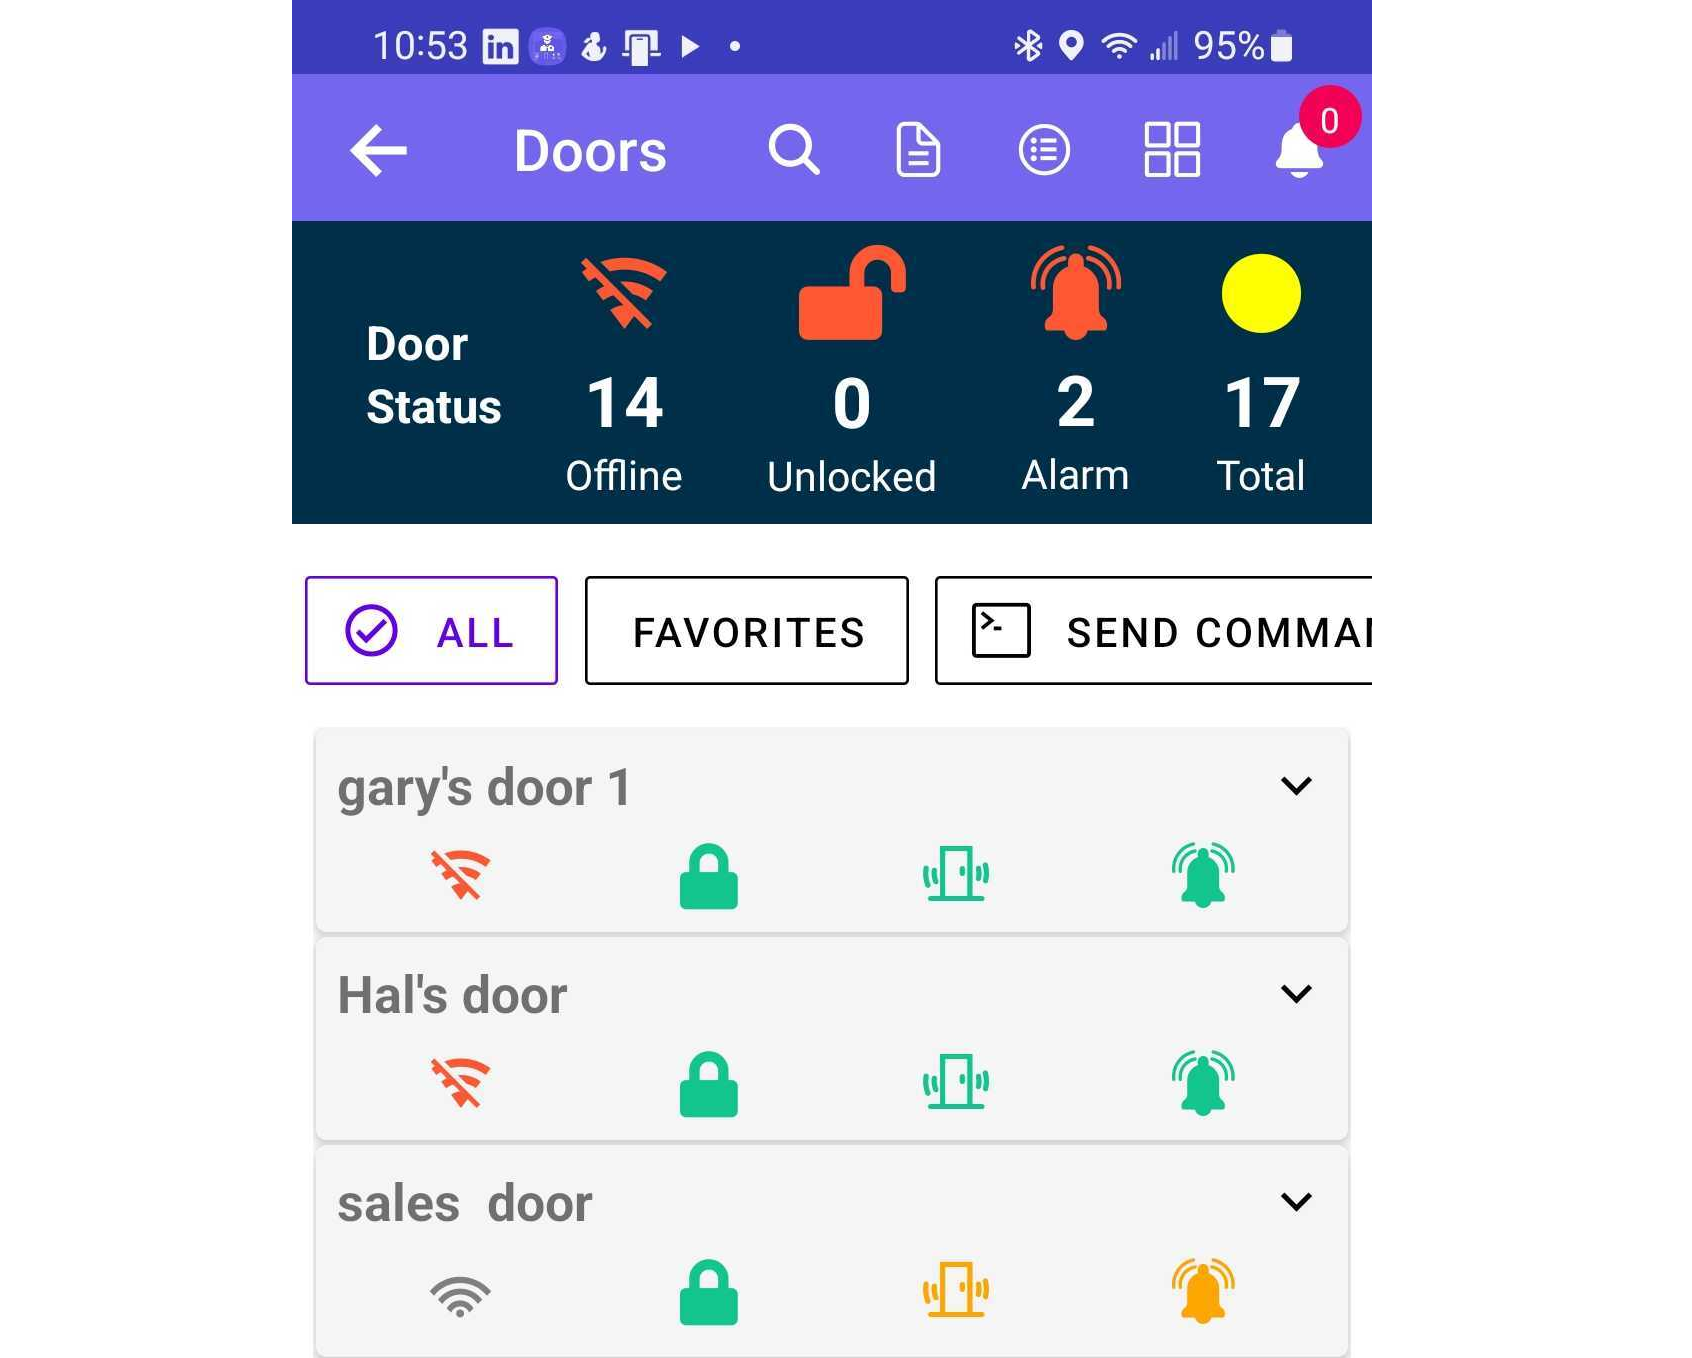 10:53 in 95%
Doors 0
Door
Status
14 0 2 17
Offline Unlocked Alarm Total
ALL FAVORITES SEND COMMA
gary's door 1
Hal's door
sales door